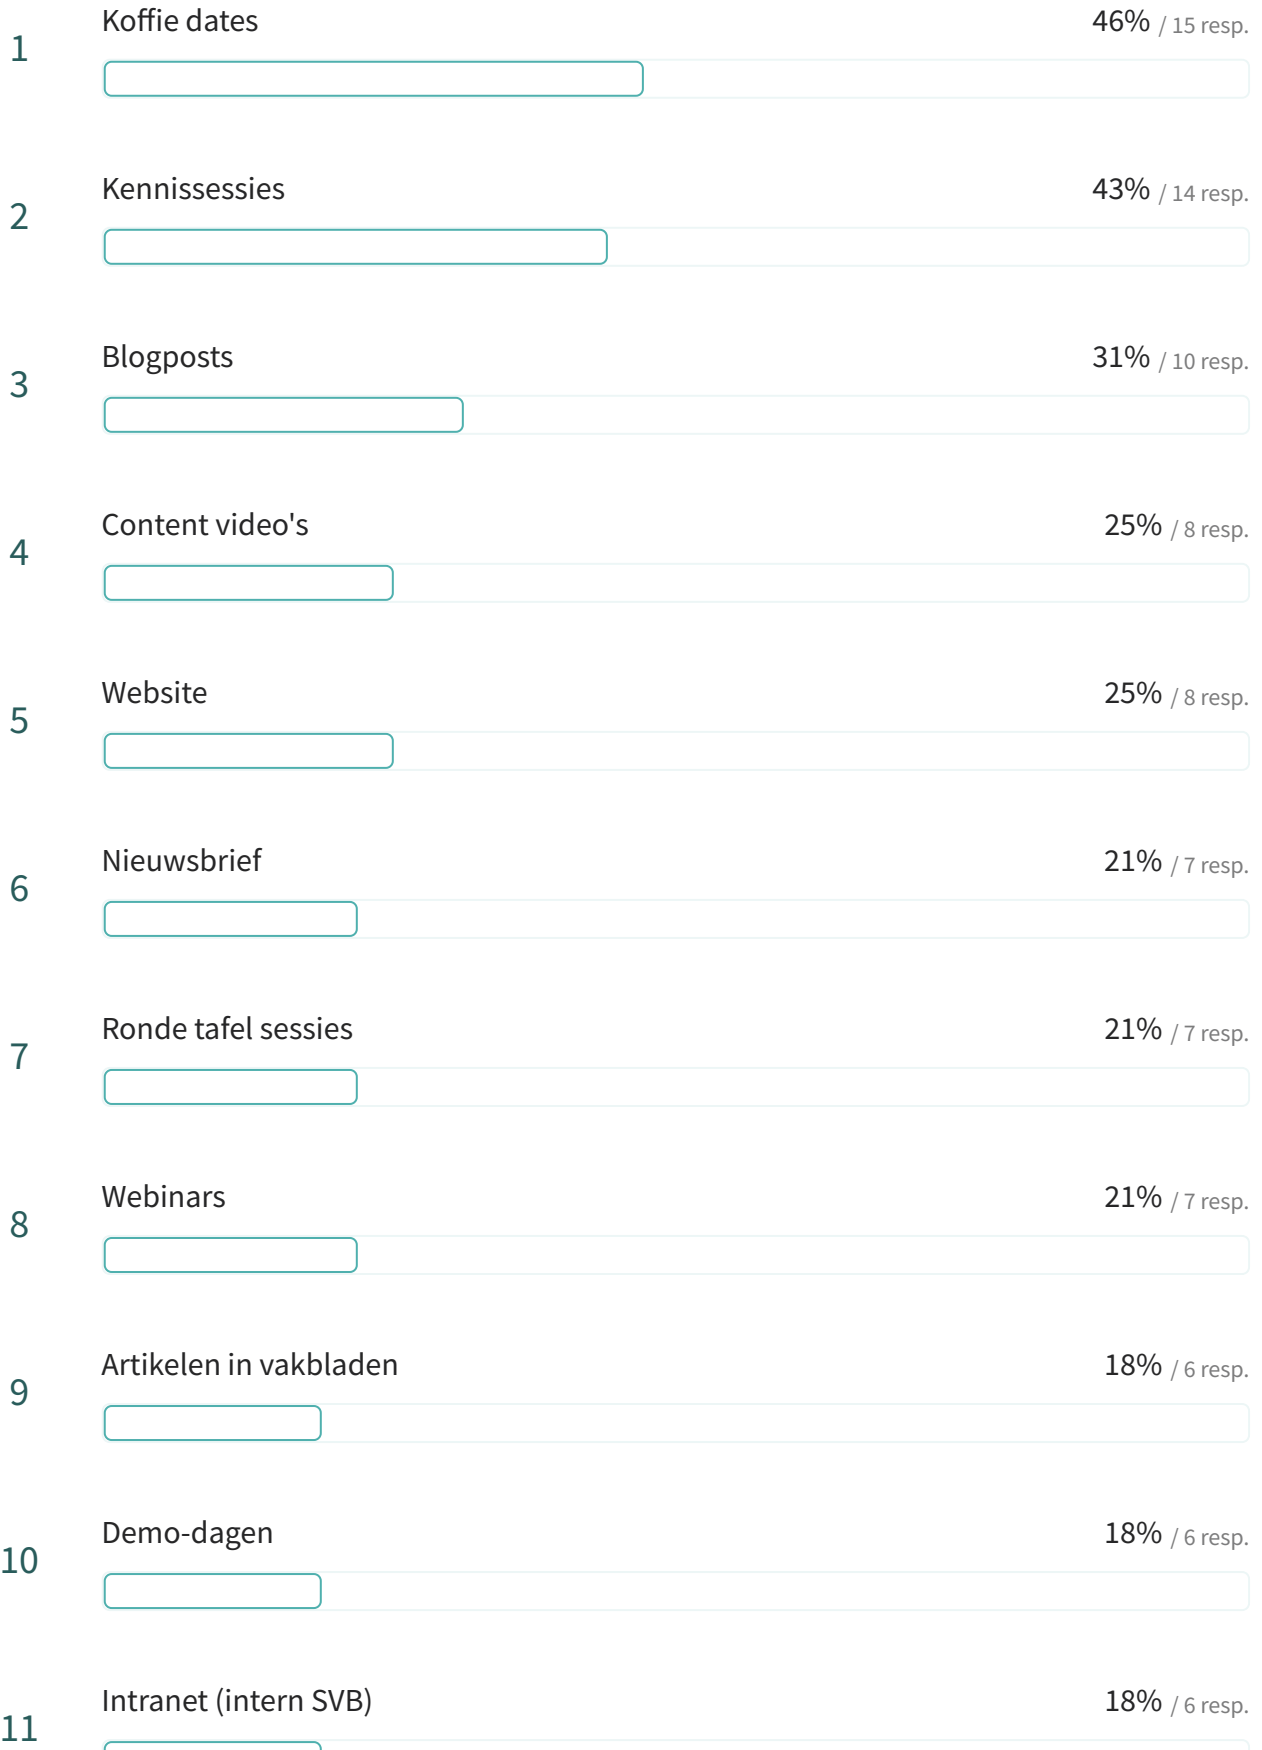 1
Koffie dates 46% / 15 resp.
2
Kennissessies 43% / 14 resp.
3
Blogposts 31% / 10 resp.
4
Content video's 25% / 8 resp.
5
Website 25% / 8 resp.
6
Nieuwsbrief 21% / 7 resp.
7
Ronde tafel sessies 21% / 7 resp.
8
Webinars 21% / 7 resp.
9
Artikelen in vakbladen 18% / 6 resp.
10
Demo-dagen 18% / 6 resp.
11
Intranet (intern SVB) 18% / 6 resp.